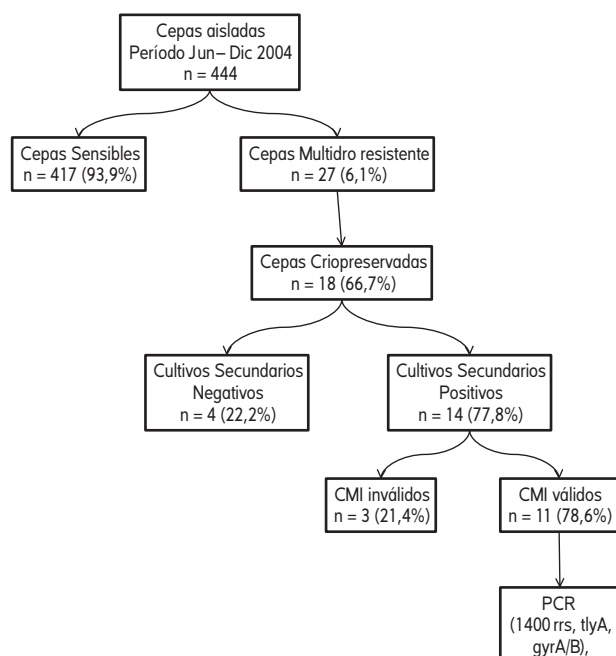 Cepas aisladas
Período Jun– Dic 2004
n = 444
Cepas Sensibles
n = 417 (93,9%)
Cepas Multidro resistente
n = 27 (6,1%)
Cepas Criopreservadas
n = 18 (66,7%)
Cultivos Secundarios
Negativos
n = 4 (22,2%)
Cultivos Secundarios
Positivos
n = 14 (77,8%)
CMI inválidos
n = 3 (21,4%)
CMI válidos
n = 11 (78,6%)
PCR
(1400 rrs, tlyA,
gyrA/B),